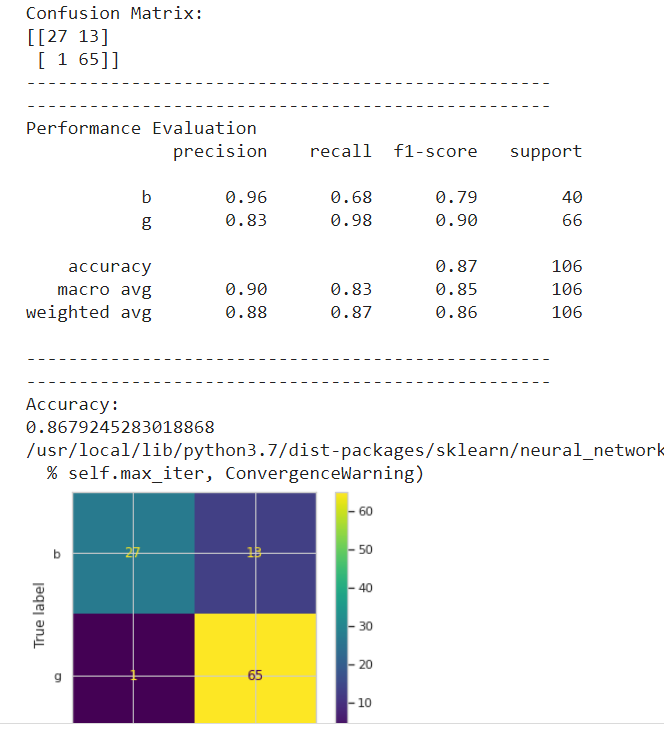 Confusion Matrix:
[[27 13]
 [ 1 65]]
--------------------------------------------------
--------------------------------------------------
Performance Evaluation
              precision    recall  f1-score   support

           b       0.96      0.68      0.79        40
           g       0.83      0.98      0.90        66

    accuracy                           0.87       106
   macro avg       0.90      0.83      0.85       106
weighted avg       0.88      0.87      0.86       106

--------------------------------------------------
--------------------------------------------------
Accuracy:
0.8679245283018868
/usr/local/lib/python3.7/dist-packages/sklearn/neural_network
  % self.max_iter, ConvergenceWarning)
60
b 27 13
50
40
True label
30
20
g 1 65
10